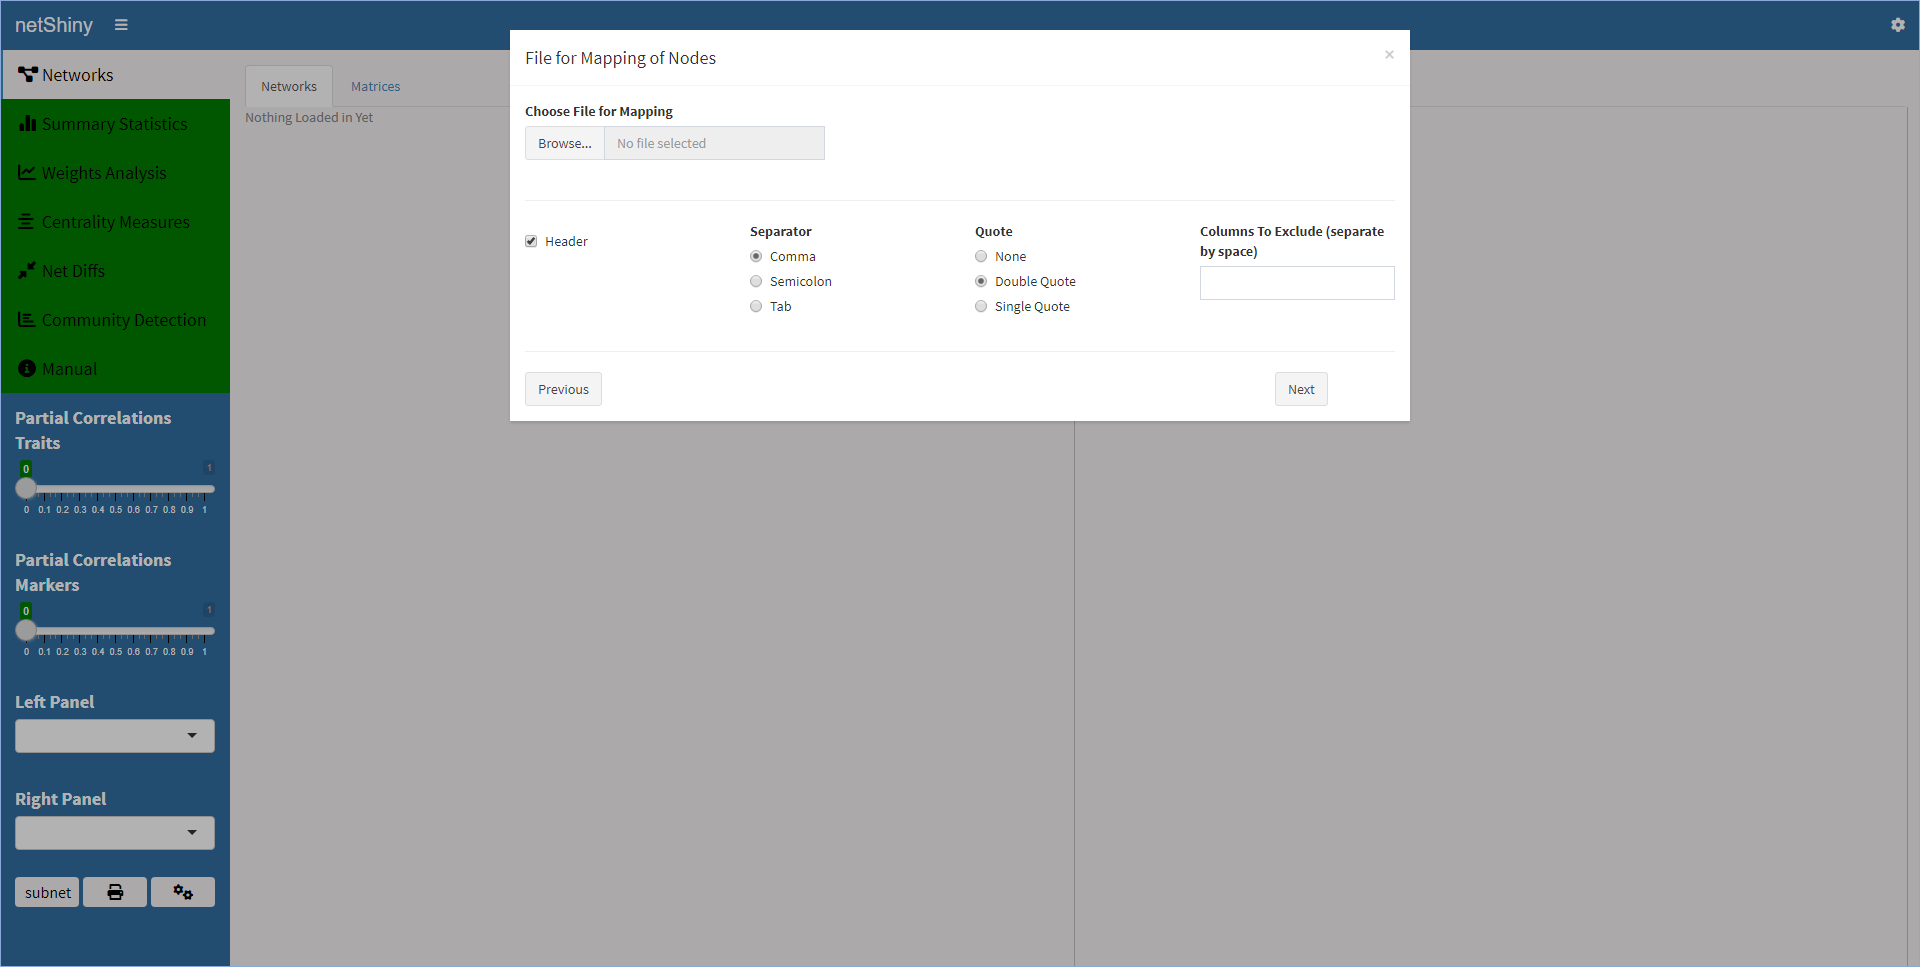 netShiny
File for Mapping of Nodes
×
Networks
Summary Statistics
Weights Analysis
Centrality Measures
Net Diffs
Community Detection
Manual
Partial Correlations
Traits
0 1
0 0.1 0.2 0.3 0.4 0.5 0.6 0.7 0.8 0.9 1
Partial Correlations
Markers
0 1
0 0.1 0.2 0.3 0.4 0.5 0.6 0.7 0.8 0.9 1
Left Panel
Right Panel
subnet
Networks Matrices
Nothing Loaded in Yet
Choose File for Mapping
Browse... No file selected
Header
Separator
Comma
Semicolon
Tab
Quote
None
Double Quote
Single Quote
Columns To Exclude (separate
by space)
Previous Next